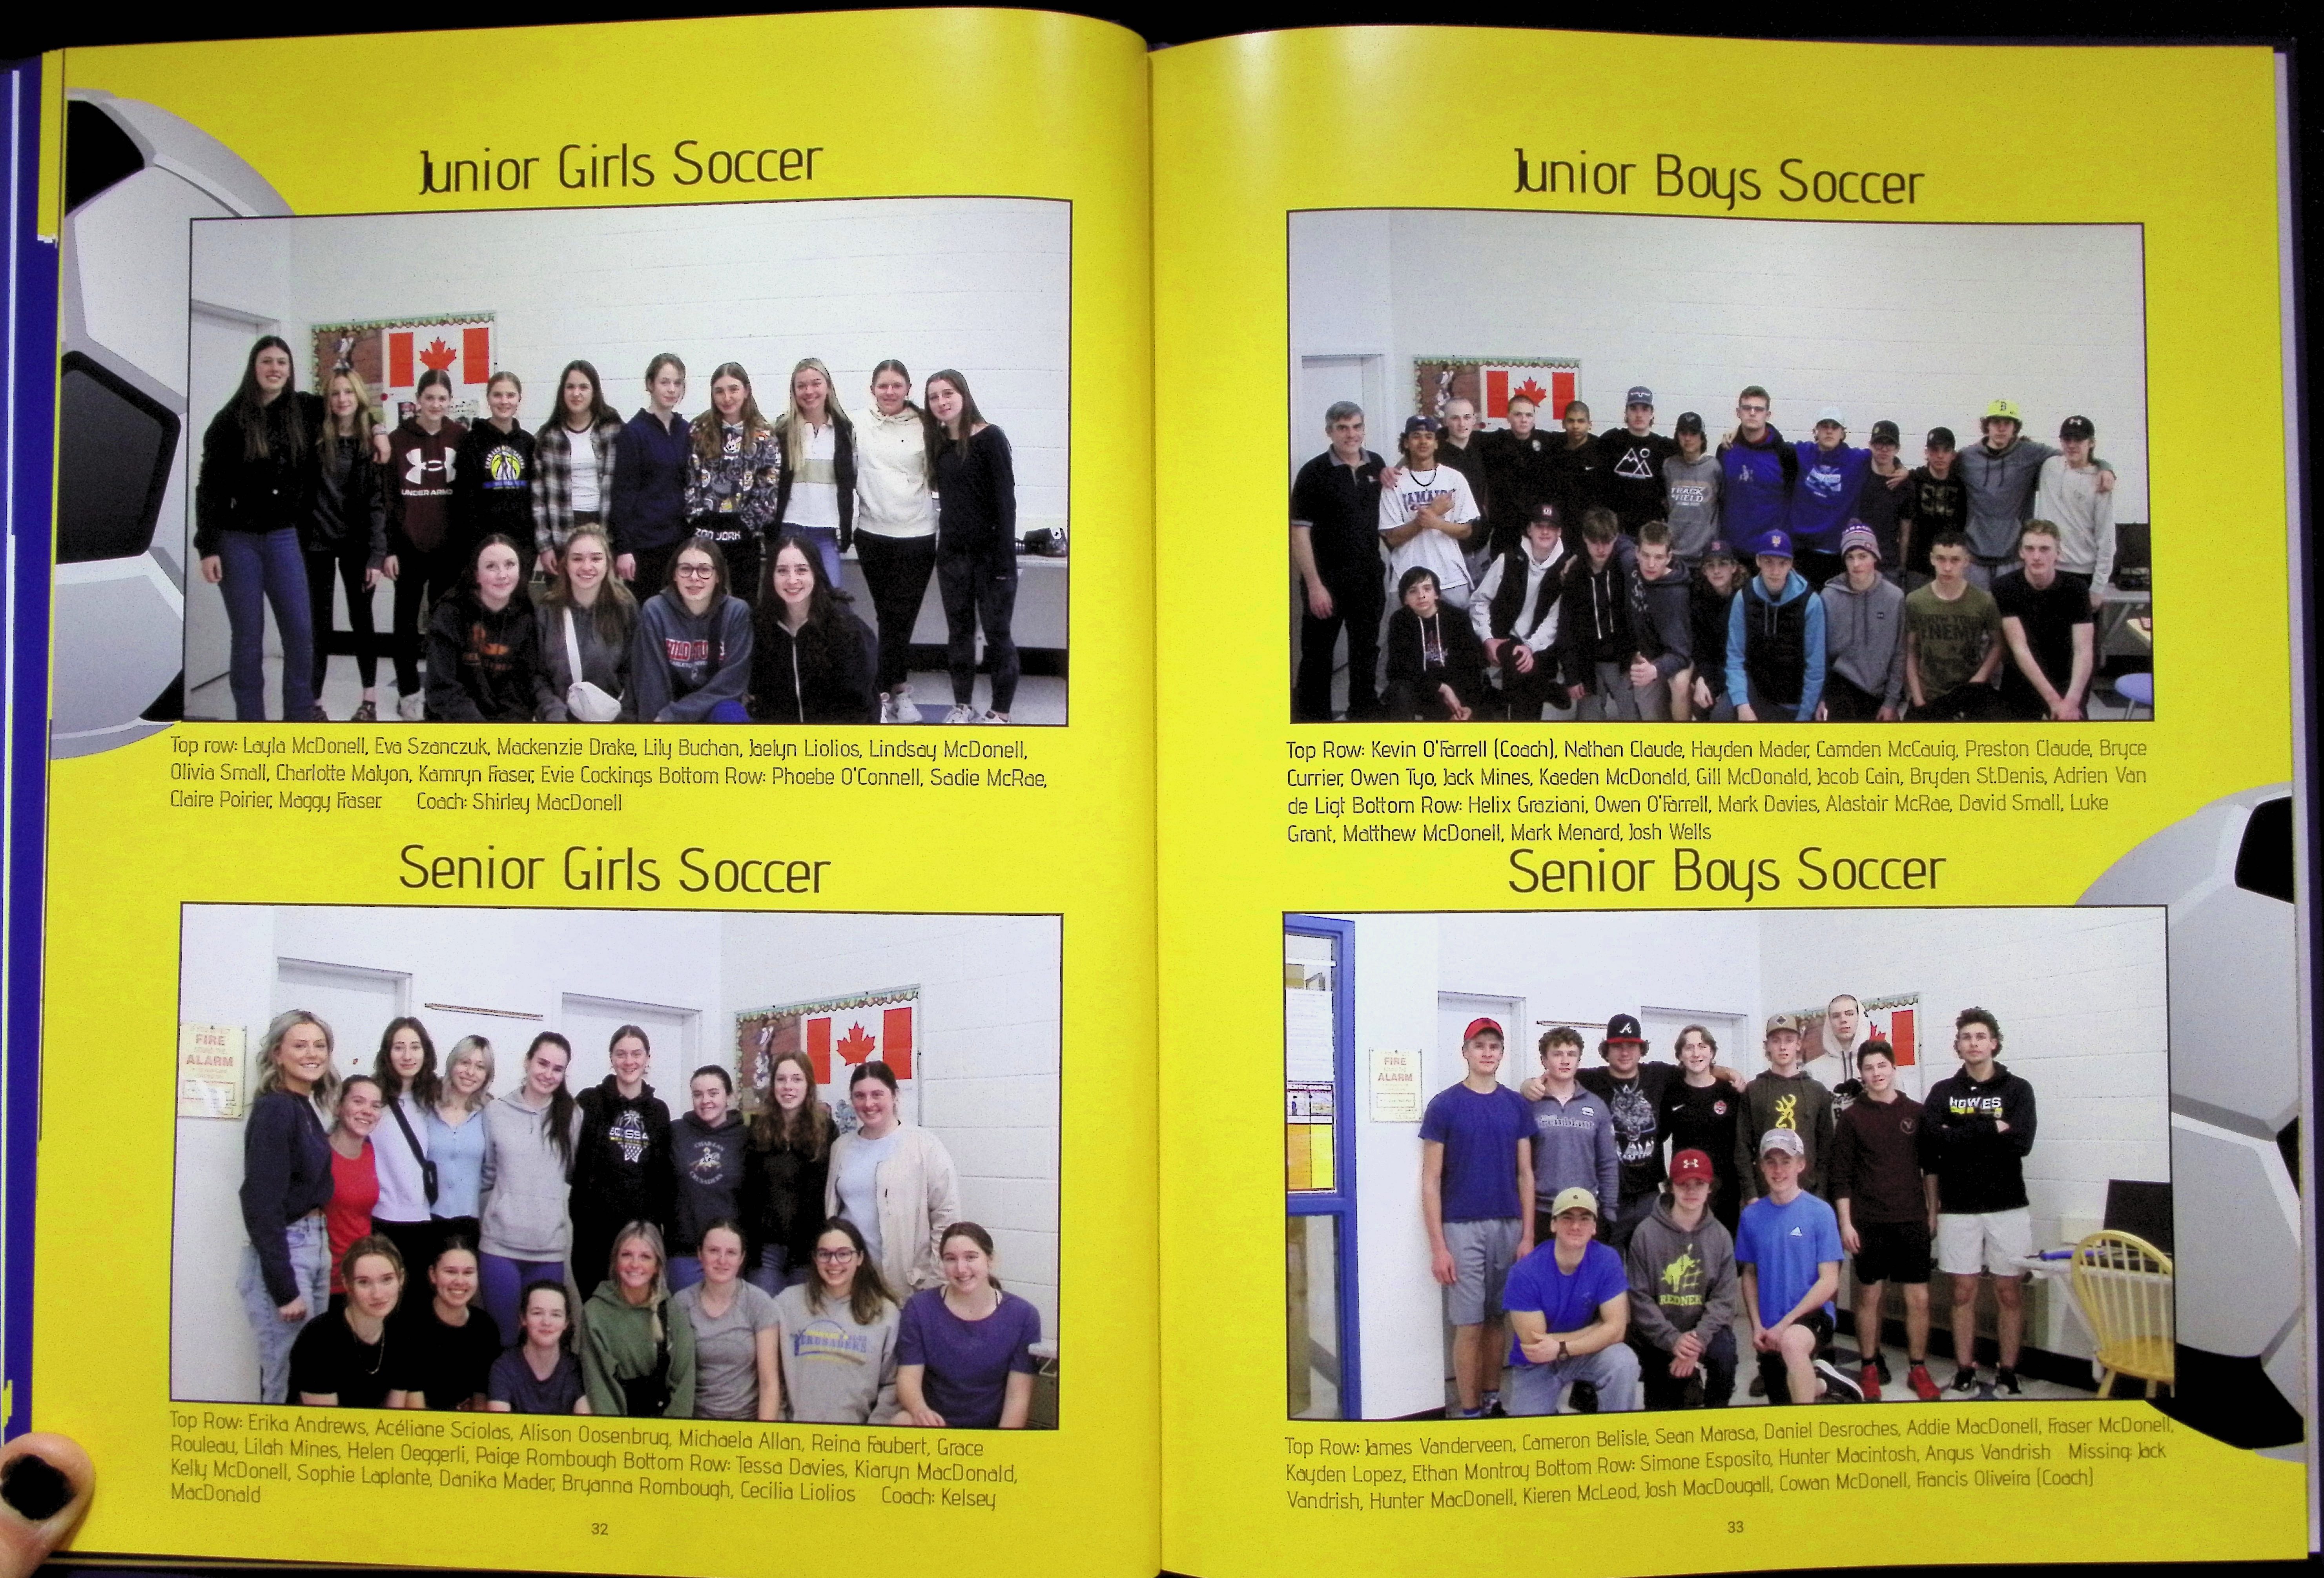 Junior Girls Soccer
UNDER ARMOUR
ZOO YORK
Top row: Layla McDonell, Eva Szanczuk, Mackenzie Drake, Lily Buchan, Jaelyn Liolios, Lindsay McDonell,
Olivia Small, Charlotte Malyon, Kamryn Fraser, Evie Cockings Bottom Row: Phoebe O'Connell, Sadie McRae,
Claire Poirier, Maggy Fraser Coach: Shirley MacDonell
Senior Girls Soccer
FIRE
ALARM
Top Row: Erika Andrews, Acéliane Sciolas, Alison Oosenbrug, Michaela Allan, Reina Faubert, Grace
Rouleau, Lilah Mines, Helen Oeggerli, Paige Rombough Bottom Row: Tessa Davies, Kiaryn MacDonald,
Kelly McDonell, Sophie Laplante, Danika Mader, Bryanna Rombough, Cecilia Liolios Coach: Kelsey
MacDonald
32
Junior Boys Soccer
TRACK
FIELD
ENEMY
Top Row: Kevin O'Farrell (Coach), Nathan Claude, Hayden Mader, Camden McCauig, Preston Claude, Bryce
Currier, Owen Tyo, Jack Mines, Kaeden McDonald, Gill McDonald, Jacob Cain, Bryden St.Denis, Adrien Van
de Ligt Bottom Row: Helix Graziani, Owen O'Farrell, Mark Davies, Alastair McRae, David Small, Luke
Grant, Matthew McDonell, Mark Menard, Josh Wells
Senior Boys Soccer
FIRE
ALARM
A
HOWES
REDNEK
Top Row: James Vanderveen, Cameron Belisle, Sean Marasa, Daniel Desroches, Addie MacDonell, Fraser McDonell,
Kayden Lopez, Ethan Montroy Bottom Row: Simone Esposito, Hunter Macintosh, Angus Vandrish Missing: Jack
Vandrish, Hunter MacDonell, Kieren McLeod, Josh MacDougall, Cowan McDonell, Francis Oliveira (Coach)
33